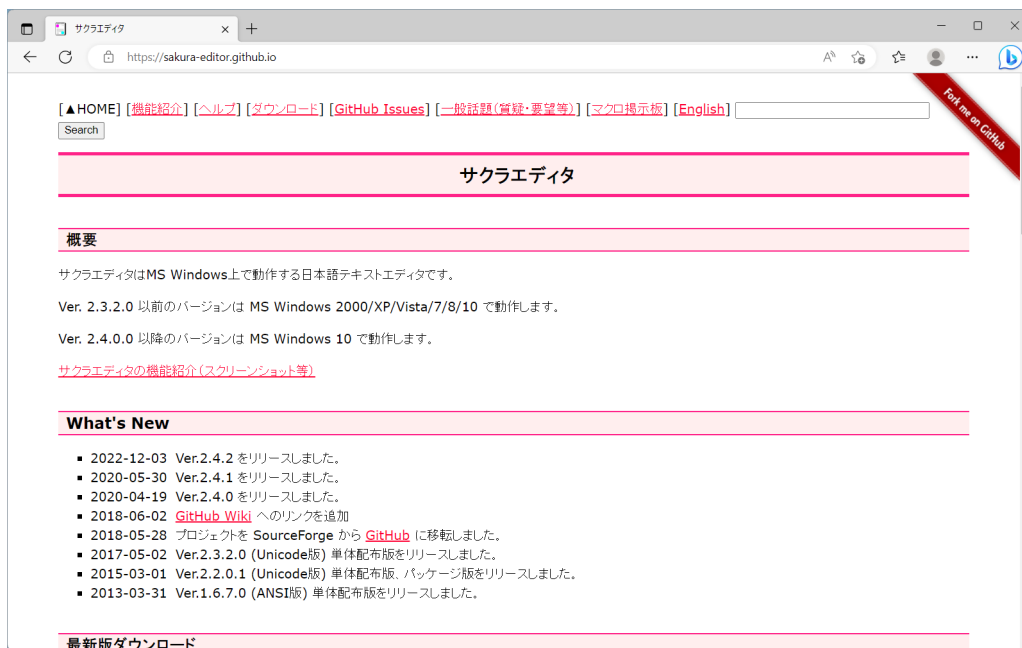 サクラエディタ
https://sakura-editor.github.io
[▲HOME] [機能紹介] [ヘルプ] [ダウンロード] [GitHub Issues] [一般話題(質疑・要望等)] [マクロ掲示板] [English]
Search
Fork me on GitHub
サクラエディタ
概要
サクラエディタはMS Windows上で動作する日本語テキストエディタです。
Ver. 2.3.2.0 以前のバージョンは MS Windows 2000/XP/Vista/7/8/10 で動作します。
Ver. 2.4.0.0 以降のバージョンは MS Windows 10 で動作します。
サクラエディタの機能紹介(スクリーンショット等)
What's New
2022-12-03 Ver.2.4.2 をリリースしました。
2020-05-30 Ver.2.4.1 をリリースしました。
2020-04-19 Ver.2.4.0 をリリースしました。
2018-06-02 GitHub Wiki へのリンクを追加
2018-05-28 プロジェクトを SourceForge から GitHub に移転しました。
2017-05-02 Ver.2.3.2.0 (Unicode版) 単体配布版をリリースしました。
2015-03-01 Ver.2.2.0.1 (Unicode版) 単体配布版、パッケージ版をリリースしました。
2013-03-31 Ver.1.6.7.0 (ANSI版) 単体配布版をリリースしました。
最新版ダウンロード